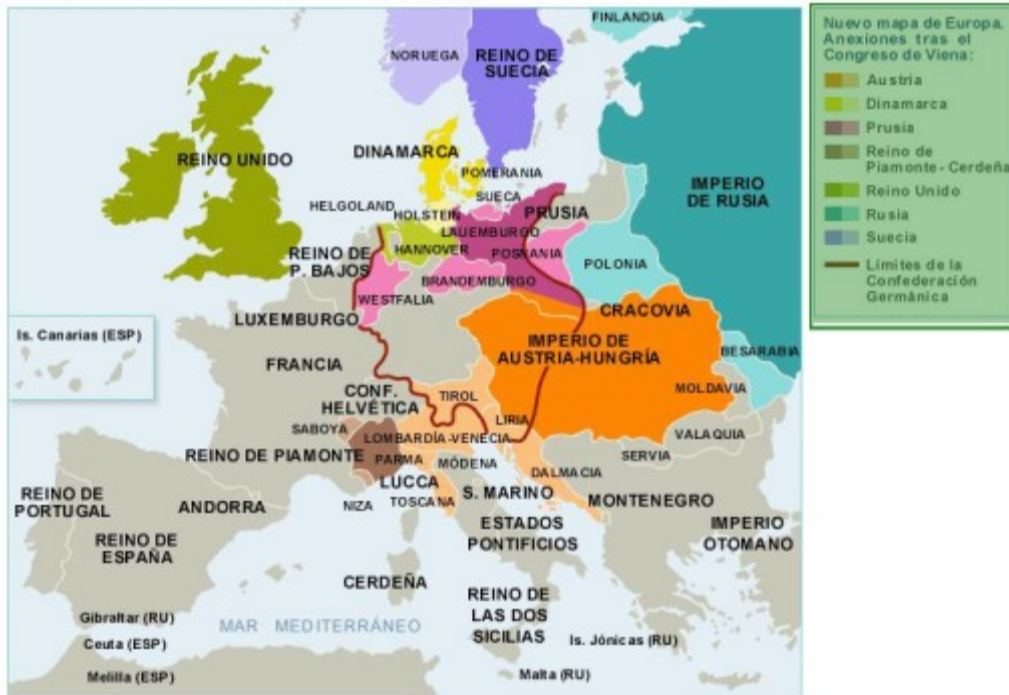 FINLANDIA
NORUEGA
REINO DE
SUECIA
REINO UNIDO
DINAMARCA
POMERANIA
SUECA
IMPERIO
DE RUSIA
HELGOLAND
HOLSTEIN
PRUSIA
LAUEMBURGO
HANNOVER
POSNANIA
REINO DE
P. BAJOS
POLONIA
BRANDEMBURGO
WESTFALIA
CRACOVIA
LUXEMBURGO
Is. Canarias (ESP)
IMPERIO DE
AUSTRIA-HUNGRÍA
BESARABIA
FRANCIA
MOLDAVIA
CONF.
HELVÉTICA
TIROL
LIRIA
SABOYA
LOMBARDÍA-VENECIA
VALAQUIA
SERVIA
REINO DE PIAMONTE
PARMA
MÓDENA
DALMACIA
LUCCA
REINO DE
PORTUGAL
ANDORRA
NIZA
TOSCANA
S. MARINO
MONTENEGRO
REINO DE
ESPAÑA
ESTADOS
PONTIFICIOS
IMPERIO
OTOMANO
CERDEÑA
REINO DE
LAS DOS
SICILIAS
Gibraltar (RU)
MAR MEDITERRÁNEO
Is. Jónicas (RU)
Ceuta (ESP)
Melilla (ESP)
Malta (RU)
Nuevo mapa de Europa.
Anexiones tras el
Congreso de Viena:
Austria
Dinamarca
Prusia
Reino de
Piamonte - Cerdeña
Reino Unido
Rusia
Suecia
Límites de la
Confederación
Germánica